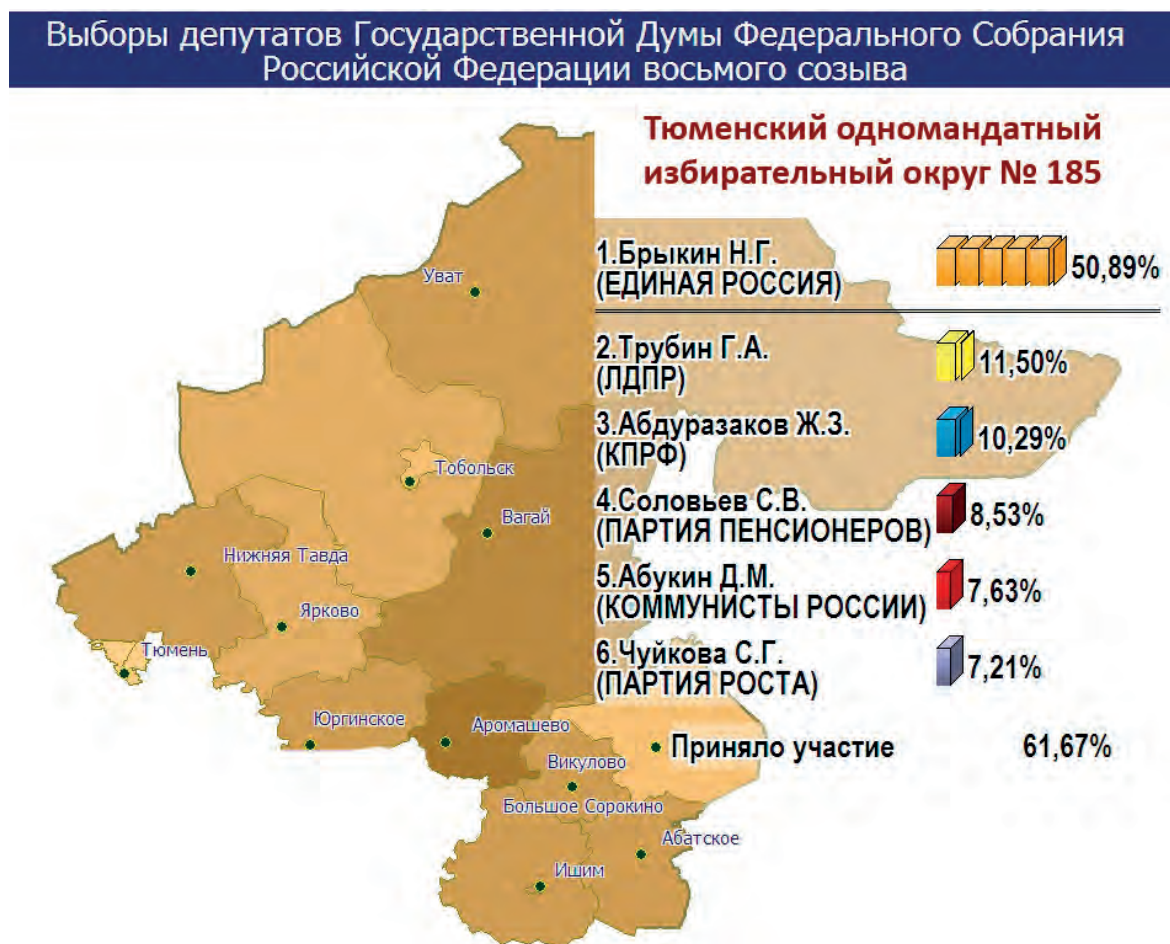 Выборы депутатов Государственной Думы Федерального Собрания
Российской Федерации восьмого созыва
Тюменский одномандатный
избирательный округ № 185
1.Брыкин Н.Г.
(ЕДИНАЯ РОССИЯ)
50,89%
2.Трубин Г.А.
(ЛДПР)
11,50%
3.Абдуразаков Ж.З.
(КПРФ)
10,29%
4.Соловьев С.В.
(ПАРТИЯ ПЕНСИОНЕРОВ)
8,53%
5.Абукин Д.М.
(КОММУНИСТЫ РОССИИ)
7,63%
6.Чуйкова С.Г.
(ПАРТИЯ РОСТА)
7,21%
Приняло участие 61,67%
Уват
Тобольск
Вагай
Нижняя Тавда
Ярково
Тюмень
Юргинское
Аромашево
Викулово
Большое Сорокино
Абатское
Ишим